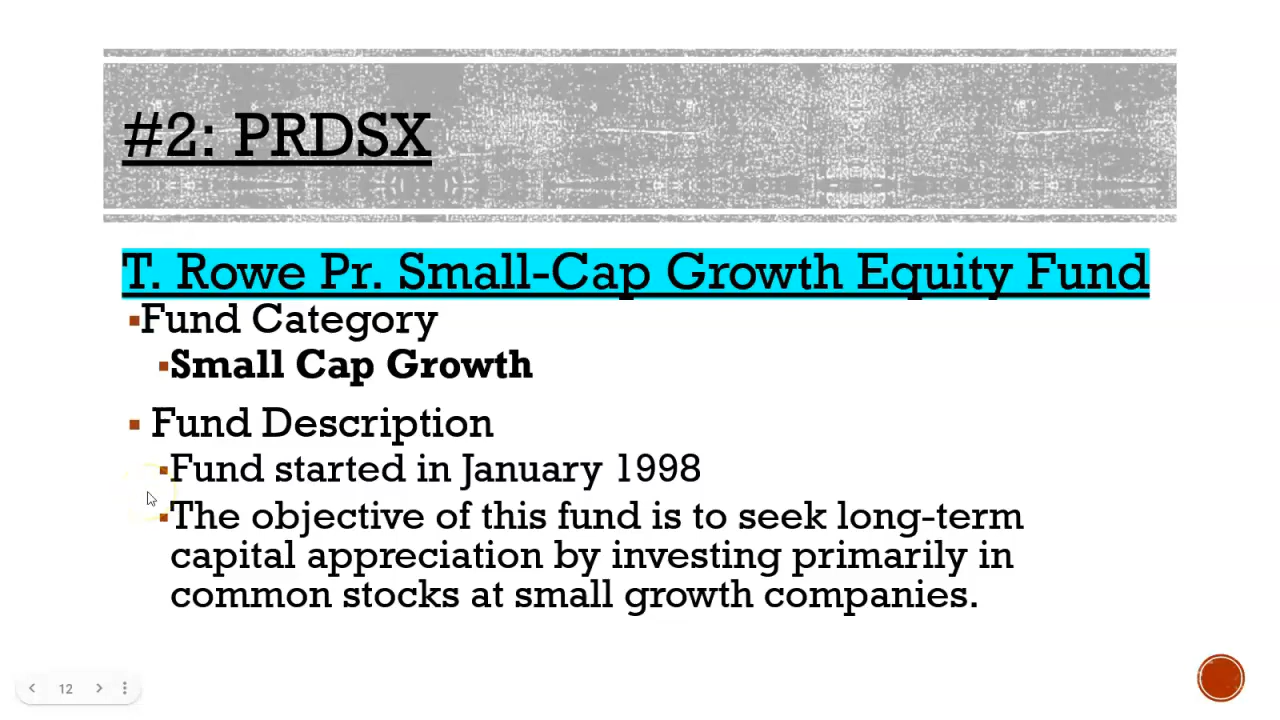 #2: PRDSX
T. Rowe Pr. Small-Cap Growth Equity Fund
▪Fund Category
▪Small Cap Growth
▪ Fund Description
▪Fund started in January 1998
▪The objective of this fund is to seek long-term
capital appreciation by investing primarily in
common stocks at small growth companies.
12